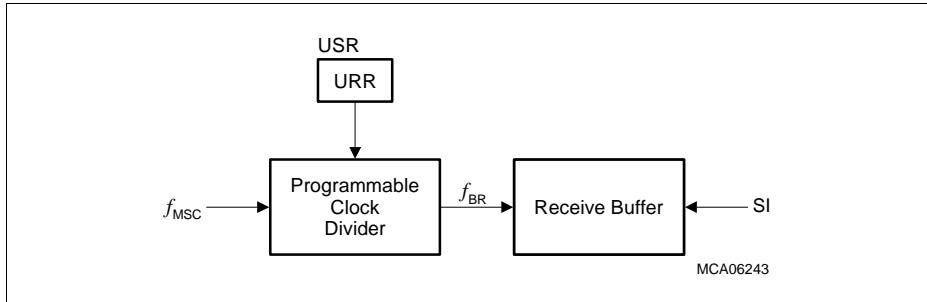 USR
URR
fMSC
Programmable
Clock
Divider
fBR
Receive Buffer
SI
MCA06243